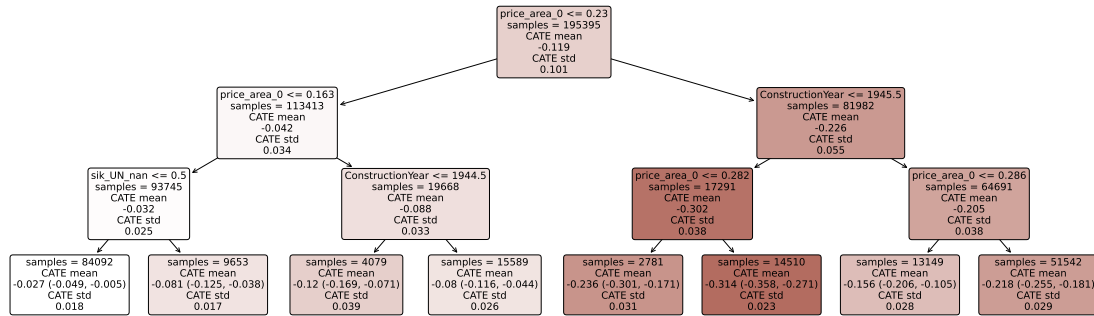 price_area_0 <= 0.23
samples = 195395
CATE mean
-0.119
CATE std
0.101
price_area_0 <= 0.163
samples = 113413
CATE mean
-0.042
CATE std
0.034
ConstructionYear <= 1945.5
samples = 81982
CATE mean
-0.226
CATE std
0.055
sik_UN_nan <= 0.5
samples = 93745
CATE mean
-0.032
CATE std
0.025
ConstructionYear <= 1944.5
samples = 19668
CATE mean
-0.088
CATE std
0.033
price_area_0 <= 0.282
samples = 17291
CATE mean
-0.302
CATE std
0.038
price_area_0 <= 0.286
samples = 64691
CATE mean
-0.205
CATE std
0.038
samples = 84092
CATE mean
-0.027 (-0.049, -0.005)
CATE std
0.018
samples = 9653
CATE mean
-0.081 (-0.125, -0.038)
CATE std
0.017
samples = 4079
CATE mean
-0.12 (-0.169, -0.071)
CATE std
0.039
samples = 15589
CATE mean
-0.08 (-0.116, -0.044)
CATE std
0.026
samples = 2781
CATE mean
-0.236 (-0.301, -0.171)
CATE std
0.031
samples = 14510
CATE mean
-0.314 (-0.358, -0.271)
CATE std
0.023
samples = 13149
CATE mean
-0.156 (-0.206, -0.105)
CATE std
0.028
samples = 51542
CATE mean
-0.218 (-0.255, -0.181)
CATE std
0.029